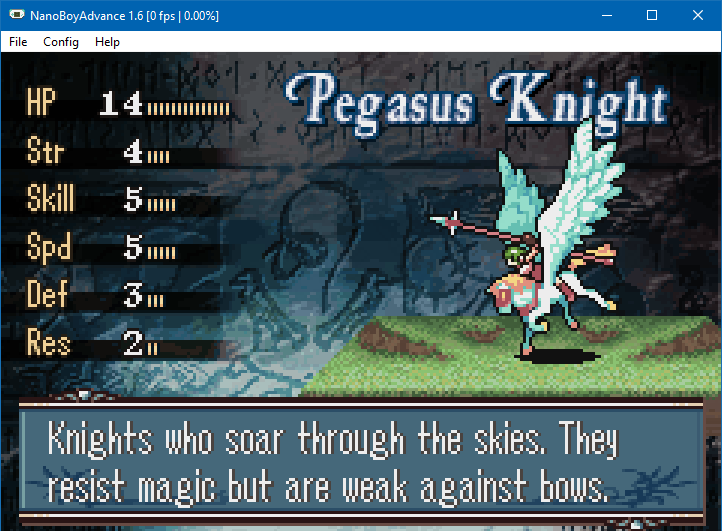 NanoBoyAdvance 1.6 [0 fps | 0.00%]
File Config Help
Pegasus Knight
HP 14
Str 4
Skill 5
Spd 5
Def 3
Res 2
Knights who soar through the skies. They
resist magic but are weak against bows.